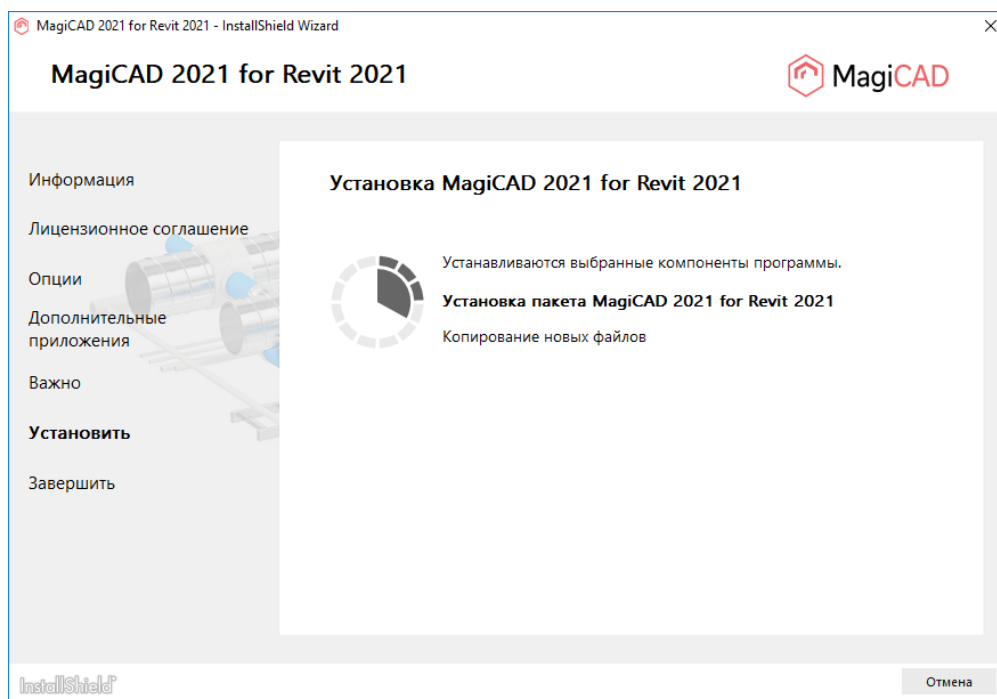 MagiCAD 2021 for Revit 2021 - InstallShield Wizard
MagiCAD 2021 for Revit 2021
MagiCAD
Информация
Лицензионное соглашение
Опции
Дополнительные
приложения
Важно
Установить
Завершить
Установка MagiCAD 2021 for Revit 2021
Устанавливаются выбранные компоненты программы.
Установка пакета MagiCAD 2021 for Revit 2021
Копирование новых файлов
InstallShield
Отмена